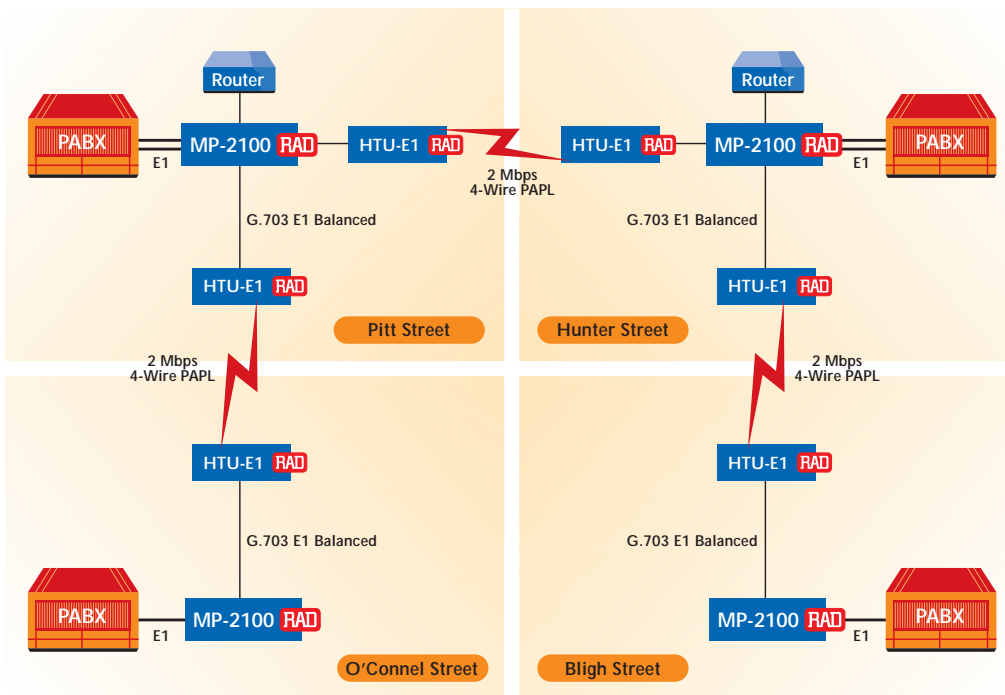 Router
PABX
E1
MP-2100 RAD
HTU-E1 RAD
2 Mbps
4-Wire PAPL
G.703 E1 Balanced
HTU-E1 RAD
Pitt Street
Router
HTU-E1 RAD
MP-2100 RAD
E1
PABX
G.703 E1 Balanced
HTU-E1 RAD
Hunter Street
2 Mbps
4-Wire PAPL
2 Mbps
4-Wire PAPL
HTU-E1 RAD
G.703 E1 Balanced
PABX
E1
MP-2100 RAD
O'Connel Street
HTU-E1 RAD
G.703 E1 Balanced
MP-2100 RAD
E1
PABX
Bligh Street